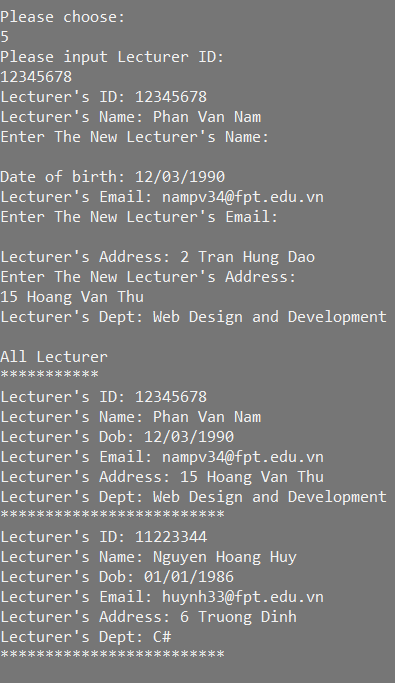 Please choose:
5
Please input Lecturer ID:
12345678
Lecturer's ID: 12345678
Lecturer's Name: Phan Van Nam
Enter The New Lecturer's Name:
Date of birth: 12/03/1990
Lecturer's Email: nampv34@fpt.edu.vn
Enter The New Lecturer's Email:
Lecturer's Address: 2 Tran Hung Dao
Enter The New Lecturer's Address:
15 Hoang Van Thu
Lecturer's Dept: Web Design and Development
All Lecturer
***********
Lecturer's ID: 12345678
Lecturer's Name: Phan Van Nam
Lecturer's Dob: 12/03/1990
Lecturer's Email: nampv34@fpt.edu.vn
Lecturer's Address: 15 Hoang Van Thu
Lecturer's Dept: Web Design and Development
*************************
Lecturer's ID: 11223344
Lecturer's Name: Nguyen Hoang Huy
Lecturer's Dob: 01/01/1986
Lecturer's Email: huynh33@fpt.edu.vn
Lecturer's Address: 6 Truong Dinh
Lecturer's Dept: C#
*************************